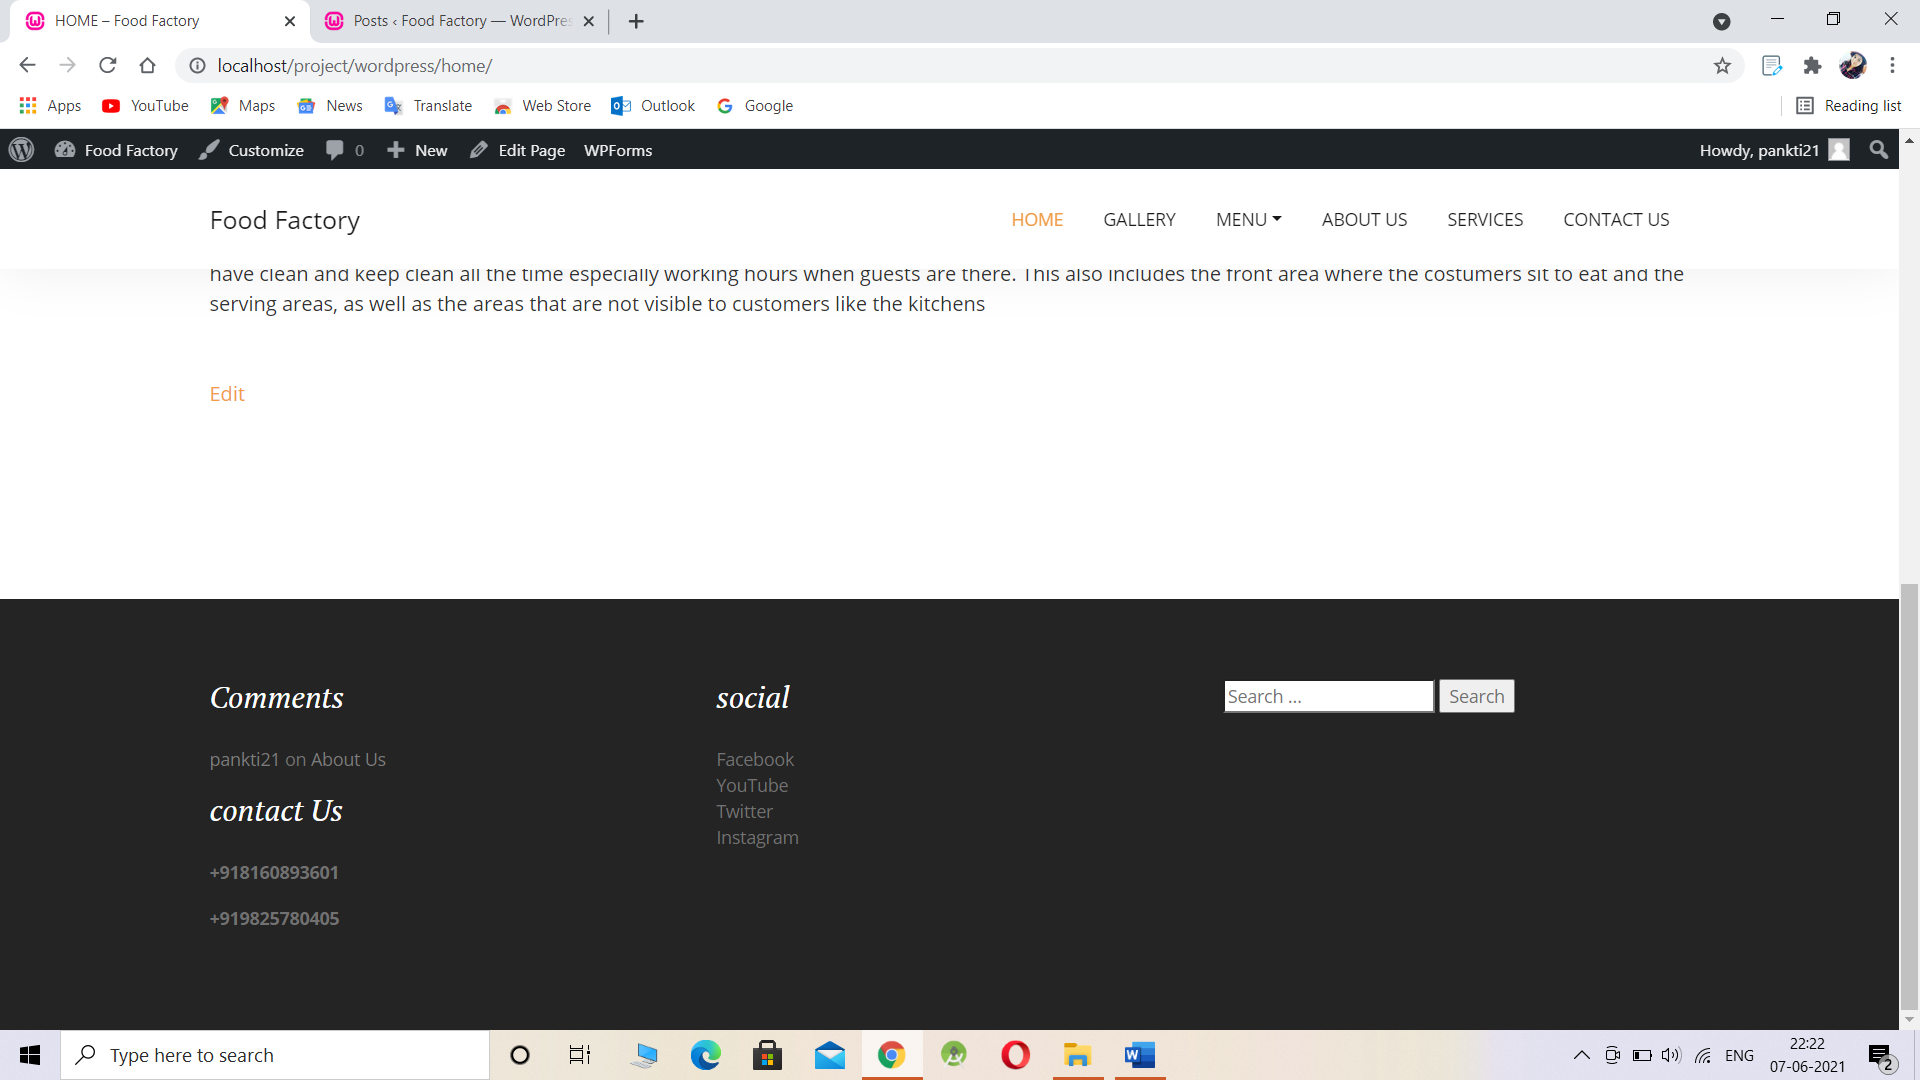 HOME – Food Factory
Posts ‹ Food Factory — WordPres
localhost/project/wordpress/home/
Apps YouTube Maps News Translate Web Store Outlook Google Reading list
Food Factory Customize 0 New Edit Page WPForms Howdy, pankti21
Food Factory HOME GALLERY MENU ABOUT US SERVICES CONTACT US
have clean and keep clean all the time especially working hours when guests are there. This also includes the front area where the costumers sit to eat and the
serving areas, as well as the areas that are not visible to customers like the kitchens
Edit
Comments
pankti21 on About Us
contact Us
+918160893601
+919825780405
social
Facebook
YouTube
Twitter
Instagram
Search ... Search
Type here to search
ENG
22:22
07-06-2021
2